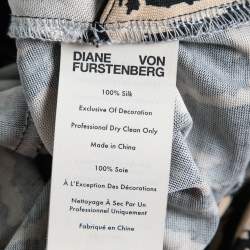 DIANE VON
FURSTENBERG
100% Silk
Exclusive Of Decoration
Professional Dry Clean Only
Made in China
100% Soie
À L'Exception Des Décorations
Nettoyage À Sec Par Un
Professionnel Uniquement
Fabriqué en Chine